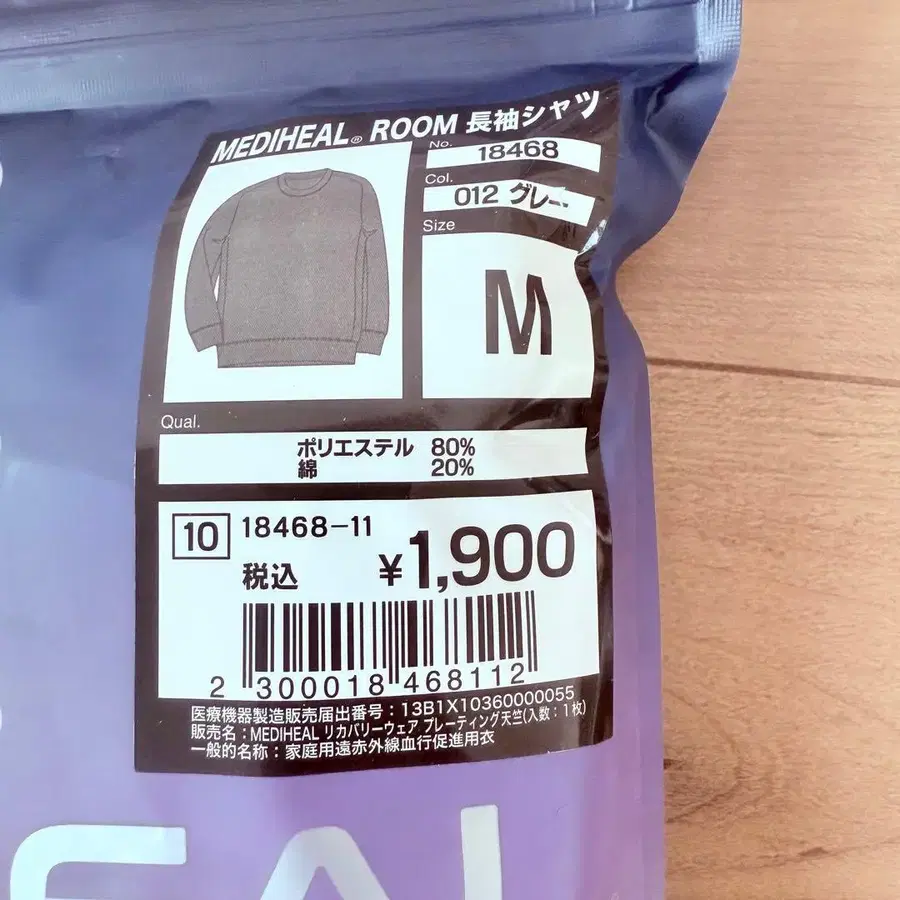 MEDIHEAL® ROOM 長袖シャツ
No.
18468
Col.
012 グレー
Size
M
Qual.
ポリエステル 80%
綿 20%
10 18468-11
税込 ¥1,900
2 300018 468112
医療機器製造販売届出番号：13B1X10360000055
販売名：MEDIHEAL リカバリーウェア プレーティング天竺(入数：1枚)
一般的名称：家庭用遠赤外線血行促進用衣
EAL